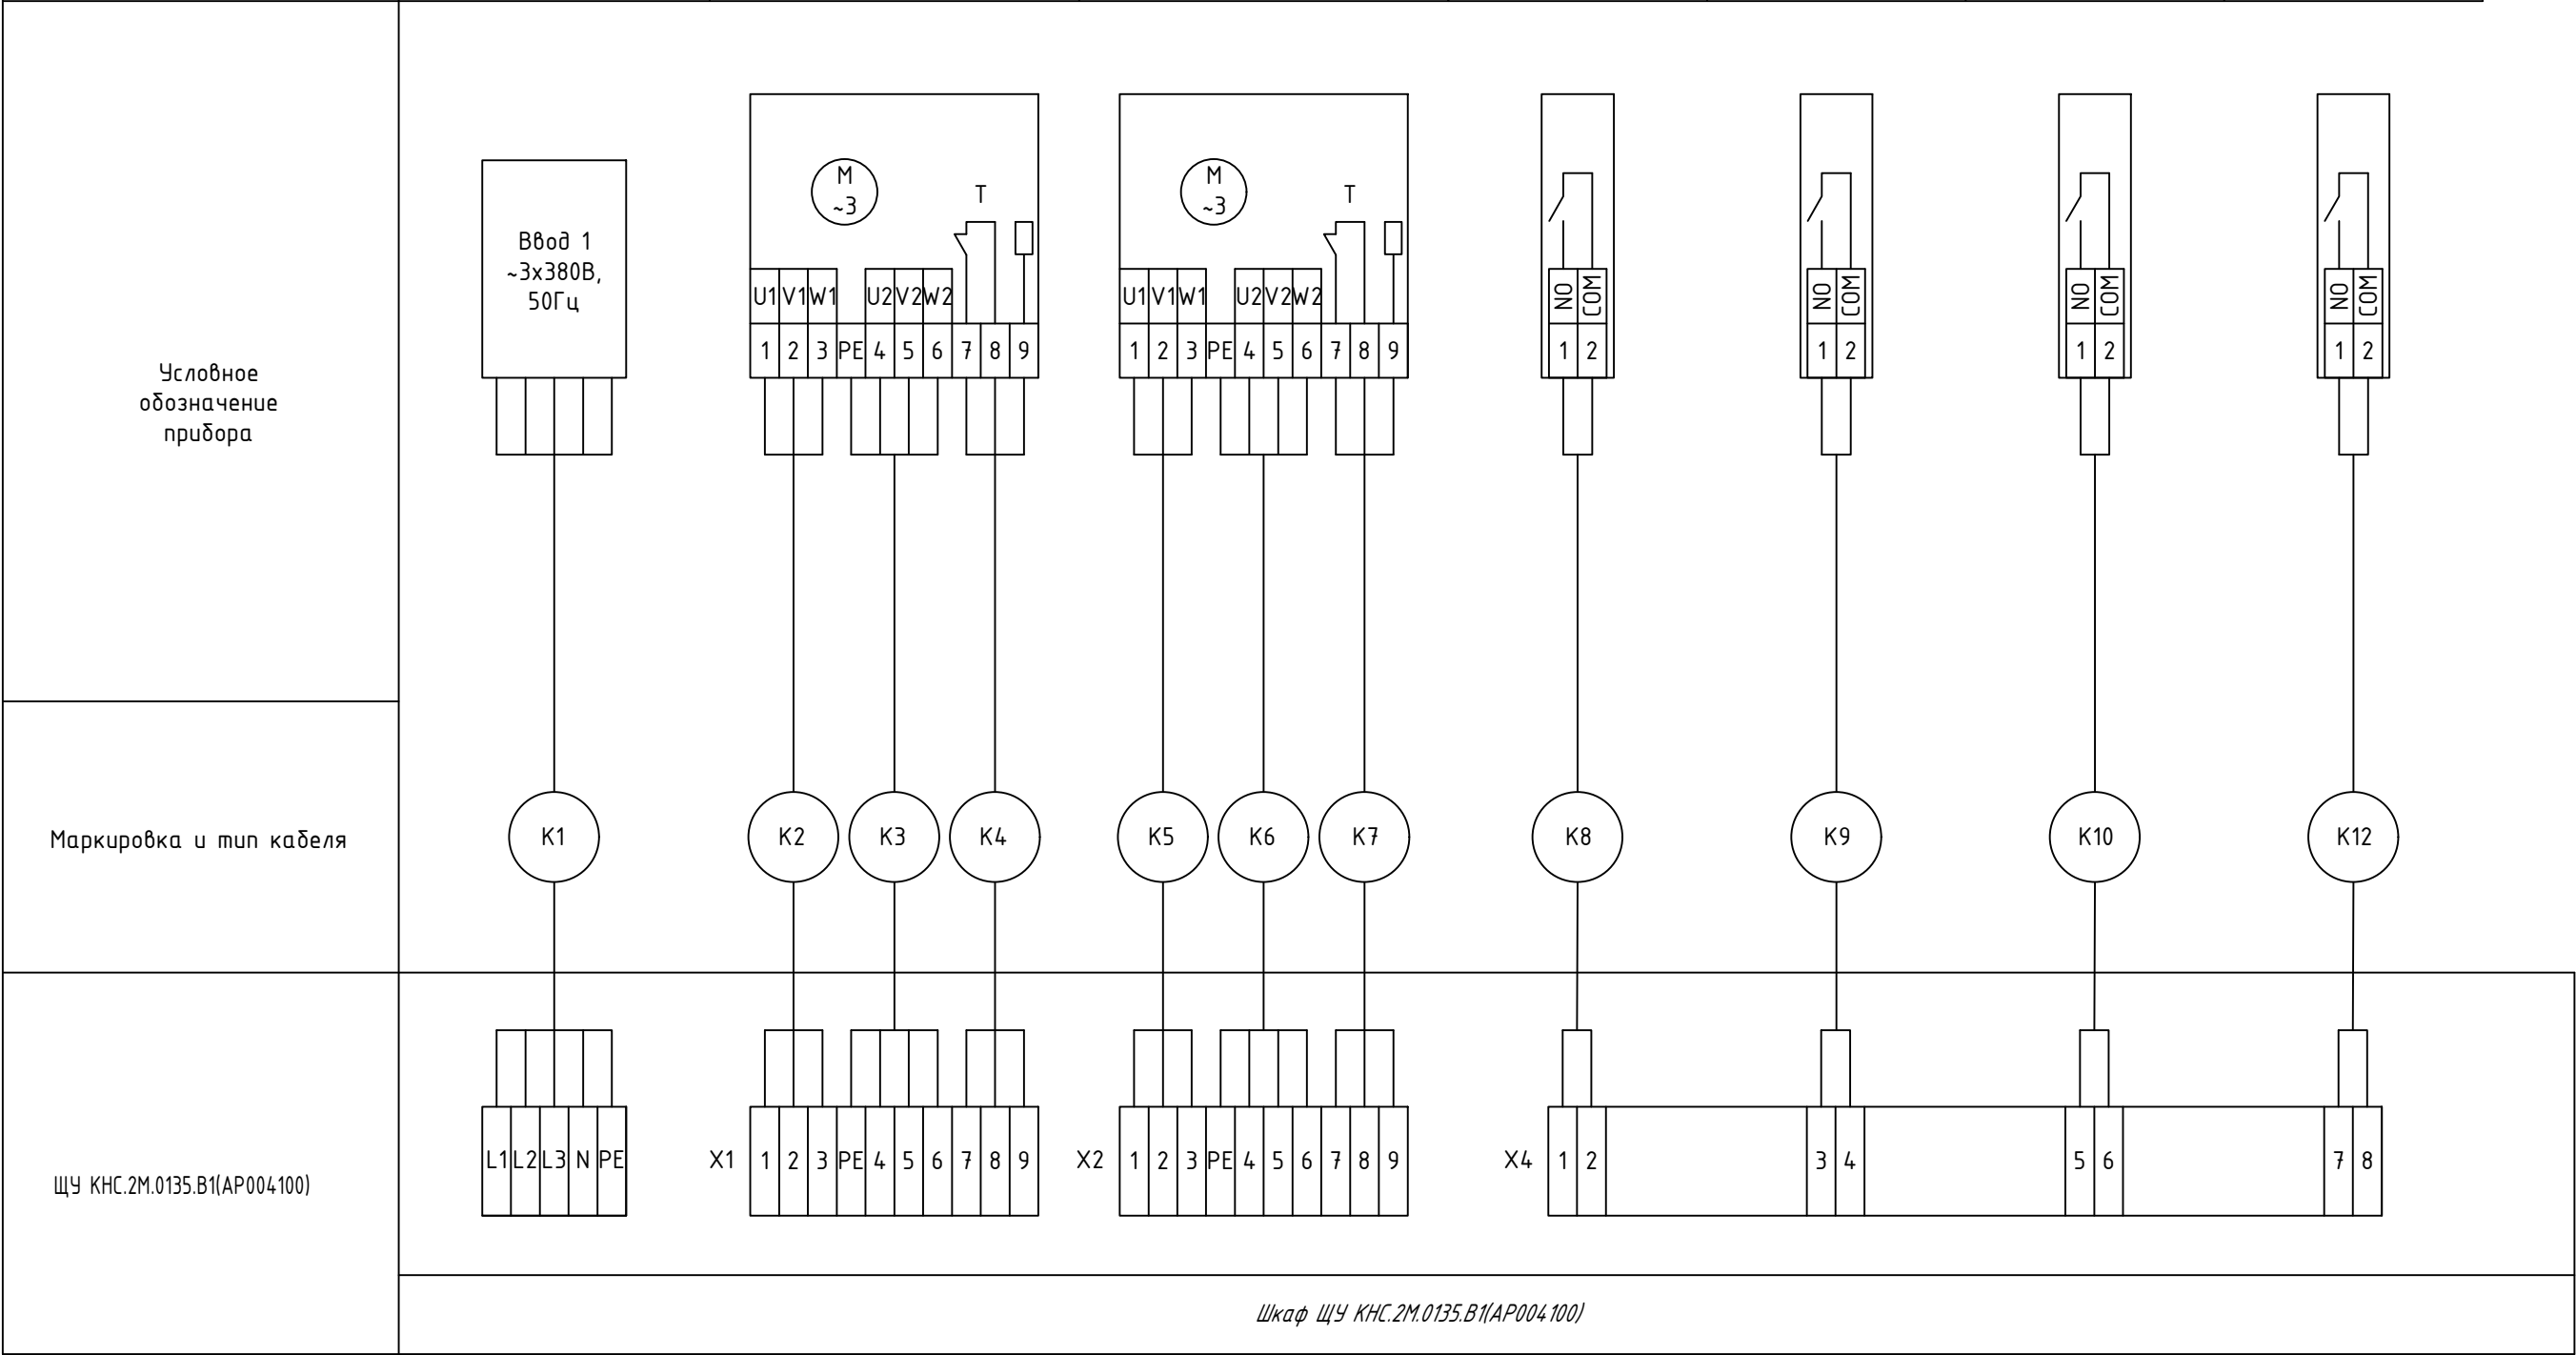 Условное
обозначение
прибора
Ввод 1
~3x380В,
50Гц
M
~3
T
U1 V1 W1 U2 V2 W2
1 2 3 PE 4 5 6 7 8 9
M
~3
T
U1 V1 W1 U2 V2 W2
1 2 3 PE 4 5 6 7 8 9
NO COM
1 2
NO COM
1 2
NO COM
1 2
NO COM
1 2
Маркировка и тип кабеля
K1 K2 K3 K4 K5 K6 K7 K8 K9 K10 K12
ЩУ КНС.2М.0135.В1(АР004100)
L1 L2 L3 N PE
X1 1 2 3 PE 4 5 6 7 8 9
X2 1 2 3 PE 4 5 6 7 8 9
X4 1 2 3 4 5 6 7 8
Шкаф ЩУ КНС.2М.0135.В1(АР004100)